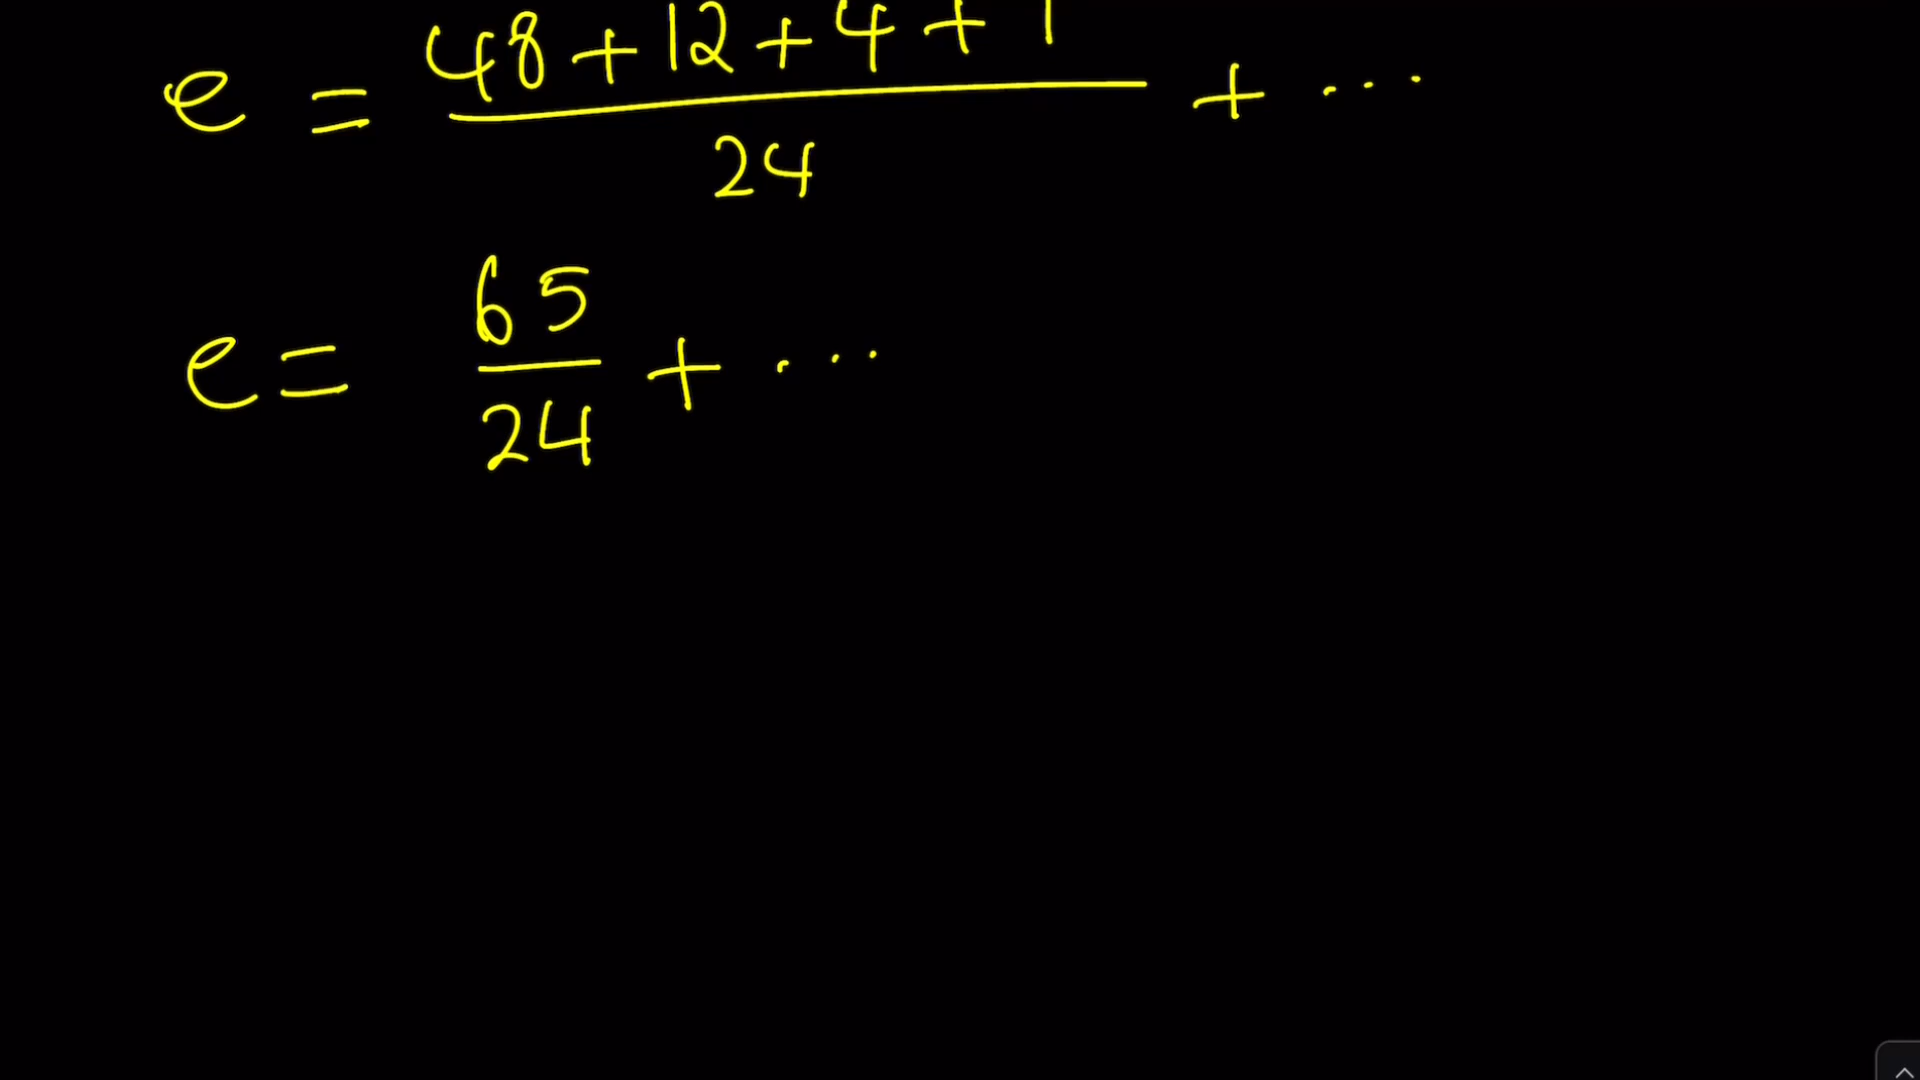 e = (48 + 12 + 4 + 1)/24 + ...
e = 65/24 + ...